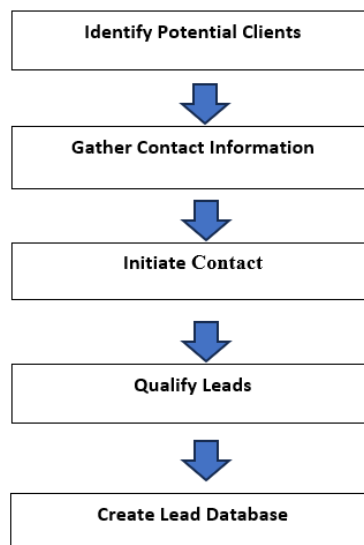 Identify Potential Clients
Gather Contact Information
Initiate Contact
Qualify Leads
Create Lead Database